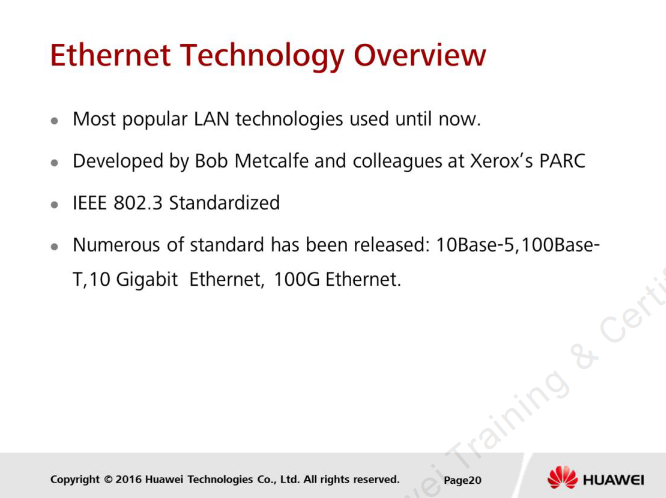 Ethernet Technology Overview
Most popular LAN technologies used until now.
Developed by Bob Metcalfe and colleagues at Xerox's PARC
IEEE 802.3 Standardized
Numerous of standard has been released: 10Base-5,100Base-
T,10 Gigabit Ethernet, 100G Ethernet.
Training & Certif
Copyright © 2016 Huawei Technologies Co., Ltd. All rights reserved.
Page20
HUAWEI